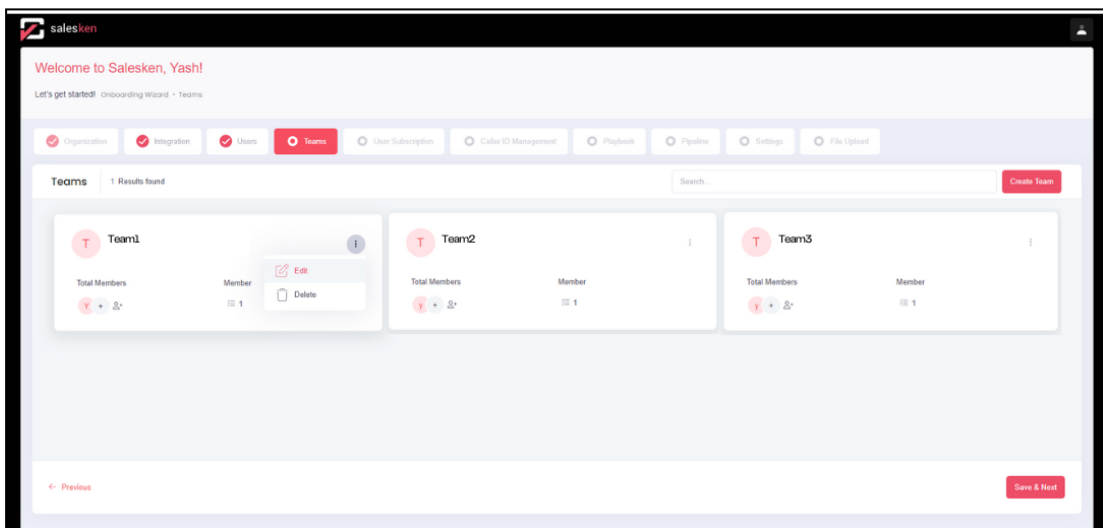 salesken
Welcome to Salesken, Yash!
Let's get started! Onboarding Wizard • Teams
Organization Integration Users Teams User Subscription Caller ID Management Playbook Pipeline Settings File Upload
Teams 1 Results found Search... Create Team
T Team1
Edit
Delete
Total Members Member
Y + 1
T Team2
Total Members Member
y + 1
T Team3
Total Members Member
y + 1
← Previous Save & Next